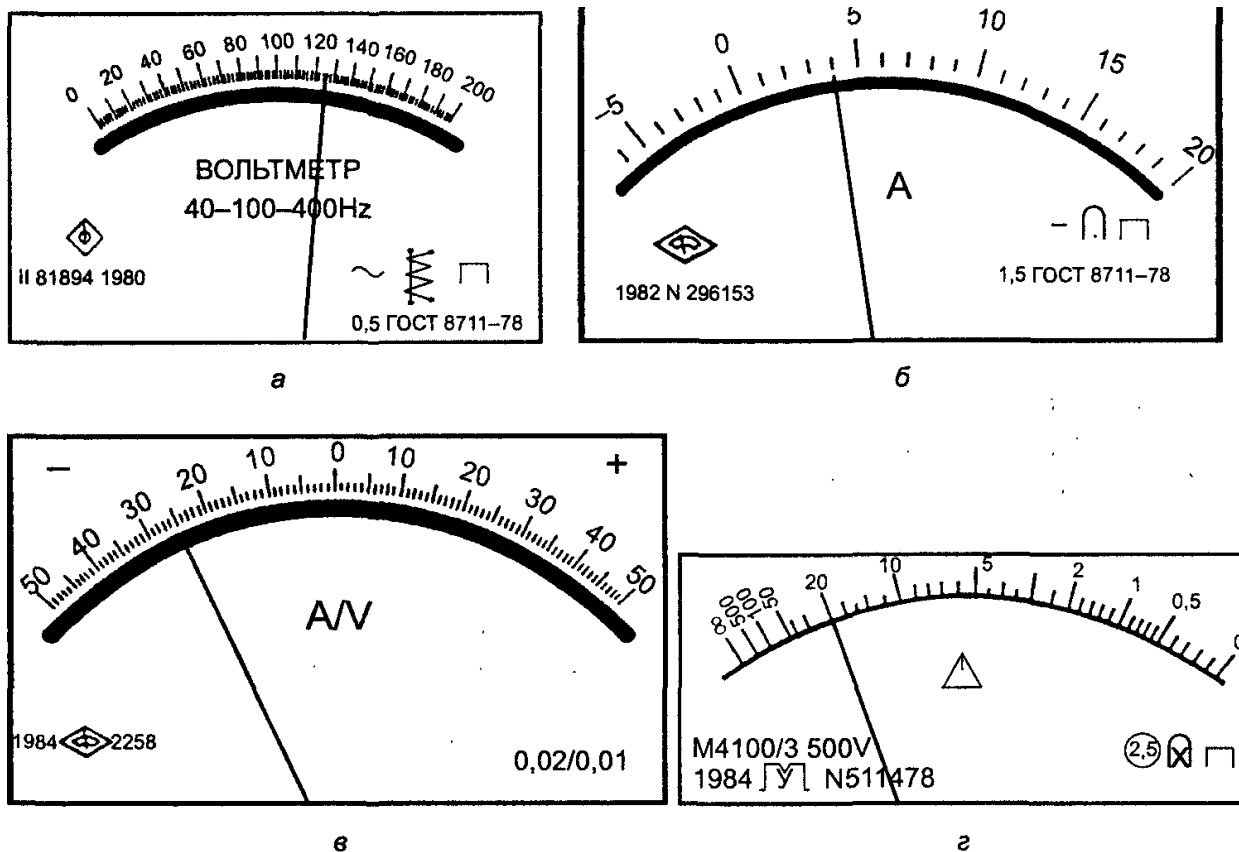 0 20 40 60 80 100 120 140 160 180 200
ВОЛЬТМЕТР
40–100–400Hz
II 81894 1980
~
0,5 ГОСТ 8711–78
а
–5 0 5 10 15 20
А
–
1982 N 296153
1,5 ГОСТ 8711–78
б
– +
50 40 30 20 10 0 10 20 30 40 50
A/V
1984 2258
0,02/0,01
в
∞ 500 100 50 20 10 5 2 1 0,5 0
М4100/3 500V
2,5
1984 У N511478
г